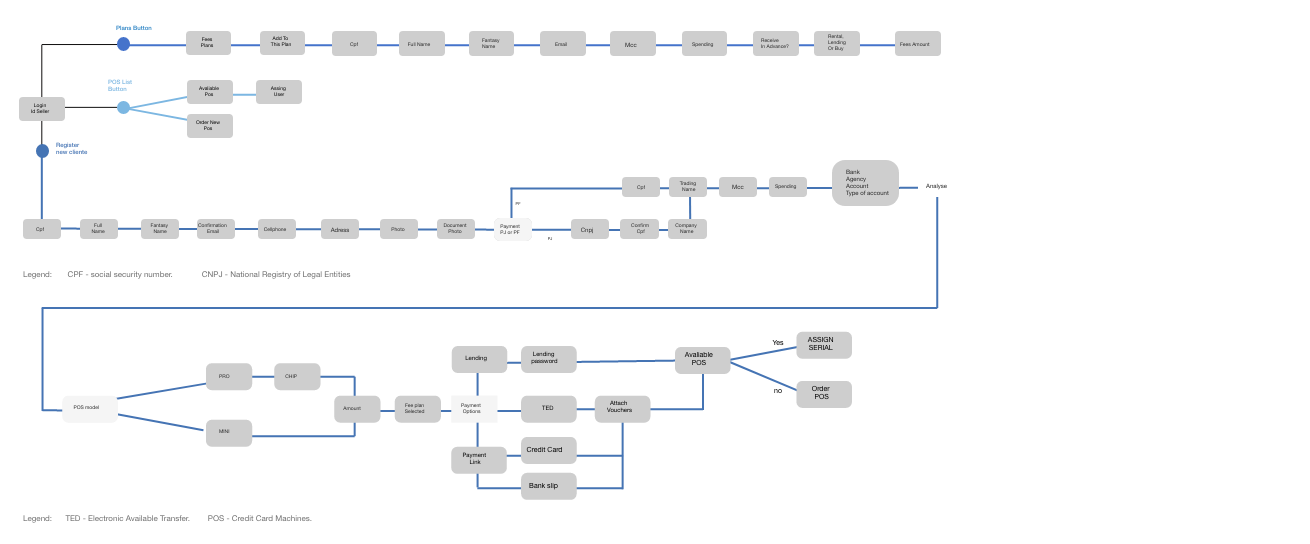 Plans Button
Fees
Plans
Add To
This Plan
Cpf
Full Name
Fantasy
Name
Email
Mcc
Spending
Receive
In Advance?
Rental,
Lending
Or Buy
Fees Amount
POS List
Button
Available
Pos
Assing
User
Login
Id Seller
Order New
Pos
Register
new cliente
Bank
Agency
Account
Type of account
Cpf
Trading
Name
Mcc
Spending
Analyse
PF
Cpf
Full
Name
Fantasy
Name
Confirmation
Email
Cellphone
Adress
Photo
Document
Photo
Payment
PJ or PF
Cnpj
Confirm
Cpf
Company
Name
PJ
Legend: CPF - social security number. CNPJ - National Registry of Legal Entities
Yes
ASSIGN
SERIAL
Lending
Lending
password
Available
POS
PRO
CHIP
no
Order
POS
POS model
Amount
Fee plan
Selected
Payment
Options
TED
Attach
Vouchers
MINI
Payment
Link
Credit Card
Bank slip
Legend: TED - Electronic Available Transfer. POS - Credit Card Machines.